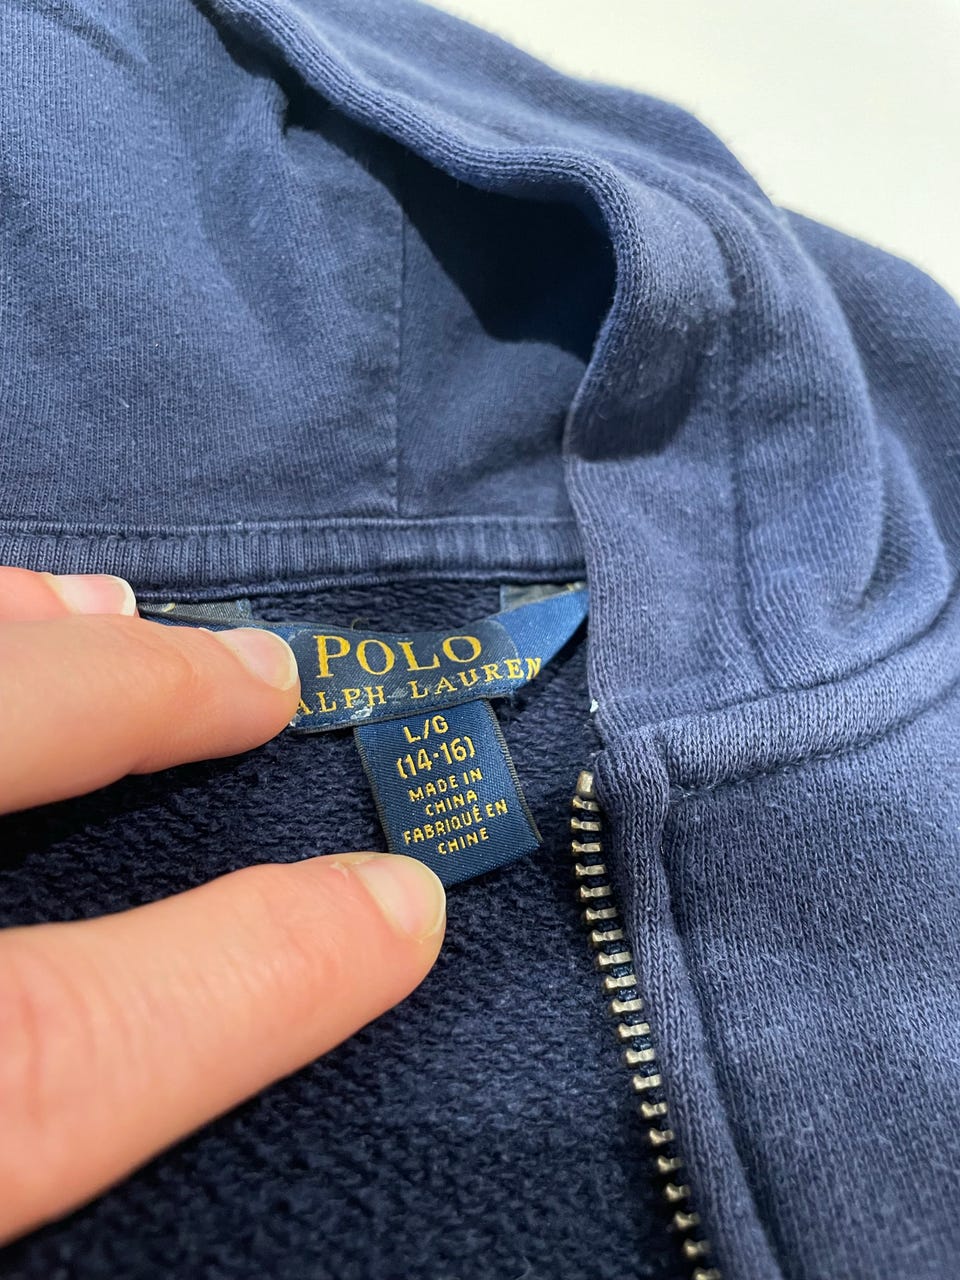 POLO
ALPH LAUREN
L/G
(14-16)
MADE IN
CHINA
FABRIQUÉ EN
CHINE